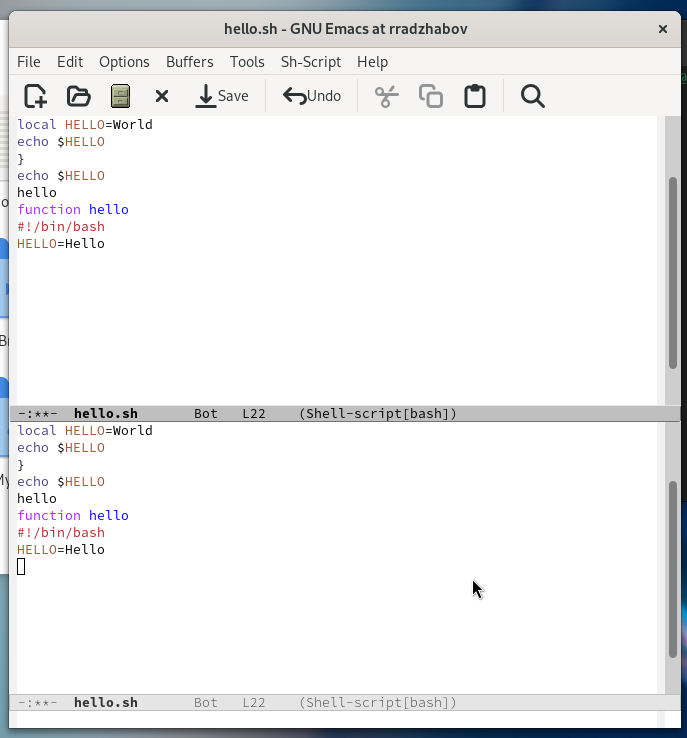 hello.sh - GNU Emacs at rradzhabov
File Edit Options Buffers Tools Sh-Script Help
Save Undo
local HELLO=World
echo $HELLO
}
echo $HELLO
hello
function hello
#!/bin/bash
HELLO=Hello
-:**- hello.sh Bot L22 (Shell-script[bash])
local HELLO=World
echo $HELLO
}
echo $HELLO
hello
function hello
#!/bin/bash
HELLO=Hello
-:**- hello.sh Bot L22 (Shell-script[bash])